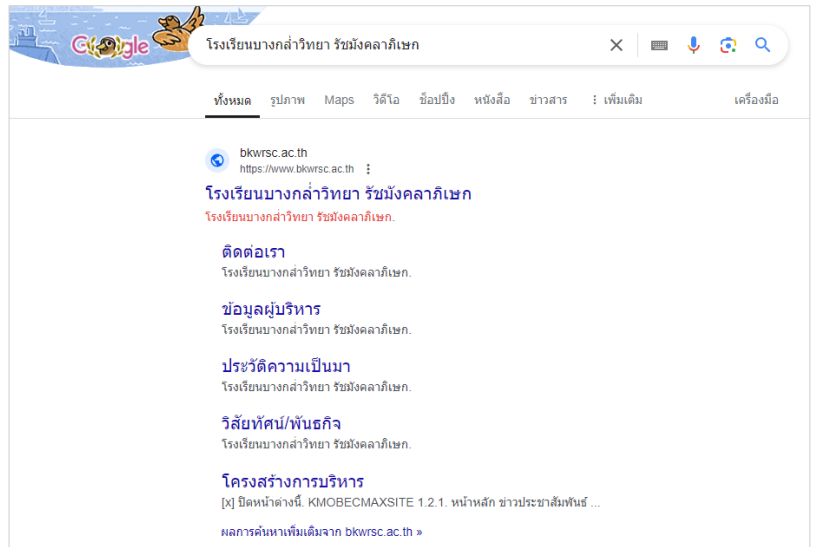 Google
โรงเรียนบางกล่ำวิทยา รัชมังคลาภิเษก
ทั้งหมด รูปภาพ Maps วิดีโอ ช็อปปิ้ง หนังสือ ข่าวสาร ⋮ เพิ่มเติม เครื่องมือ
bkwrsc.ac.th
https://www.bkwrsc.ac.th ⋮
โรงเรียนบางกล่ำวิทยา รัชมังคลาภิเษก
โรงเรียนบางกล่ำวิทยา รัชมังคลาภิเษก.
ติดต่อเรา
โรงเรียนบางกล่ำวิทยา รัชมังคลาภิเษก.
ข้อมูลผู้บริหาร
โรงเรียนบางกล่ำวิทยา รัชมังคลาภิเษก.
ประวัติความเป็นมา
โรงเรียนบางกล่ำวิทยา รัชมังคลาภิเษก.
วิสัยทัศน์/พันธกิจ
โรงเรียนบางกล่ำวิทยา รัชมังคลาภิเษก.
โครงสร้างการบริหาร
[x] ปิดหน้าต่างนี้. KMOBECMAXSITE 1.2.1. หน้าหลัก ข่าวประชาสัมพันธ์ ...
ผลการค้นหาเพิ่มเติมจาก bkwrsc.ac.th »